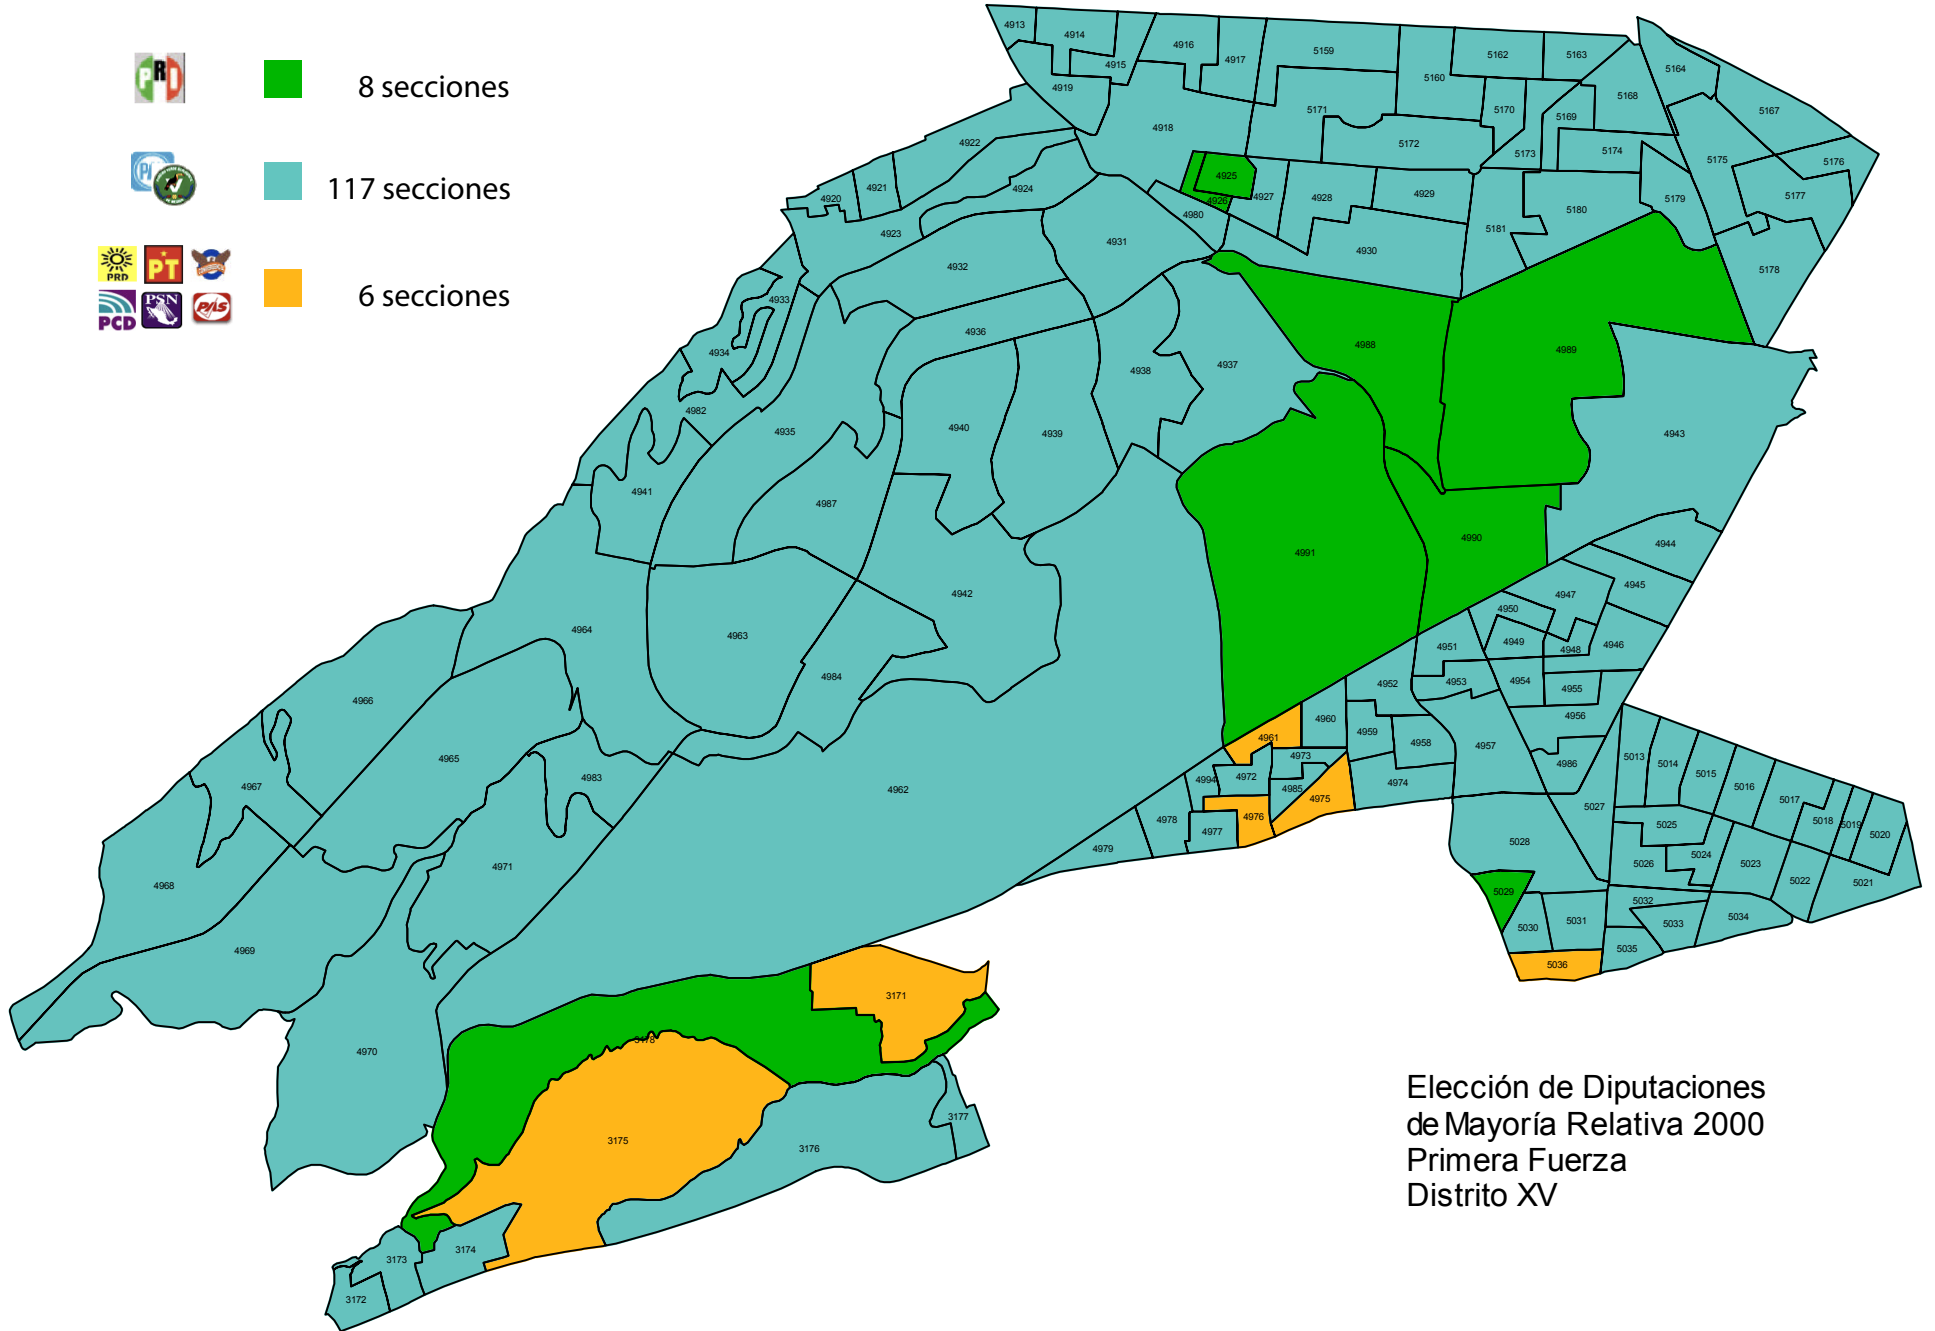 PRI
8 secciones
117 secciones
PRD PT
PCD PSN PAS
6 secciones
4913 4914 4915 4916 4917 5159 5160 5162 5163 5164
4919 4918 5171 5172 5170 5169 5168 5167
4922 4921 4920 4924 4923 4925 4926 4927 4928 4929 5173 5174 5175 5176
4980 4930 5181 5180 5179 5177 5178
4931 4932 4933 4934 4936 4937 4938 4988 4989
4982 4935 4940 4939 4943
4941 4987 4991 4990 4944
4942 4945 4947 4950
4964 4963 4984 4951 4949 4948 4946
4966 4952 4953 4954 4955
4965 4961 4960 4959 4958 4957 4956
4967 4983 4962 4994 4972 4973 4985 4975 4974 4986
5013 5014 5015 5016 5017 5018 5019 5020
4978 4977 4976 4979 5027 5025 5028
4968 4971 5026 5024 5023 5022 5021
5029 5030 5031 5032 5033 5034 5035
4969 5036
3171
4970 3178
3175 3176 3177
3173 3174
3172
Elección de Diputaciones
de Mayoría Relativa 2000
Primera Fuerza
Distrito XV